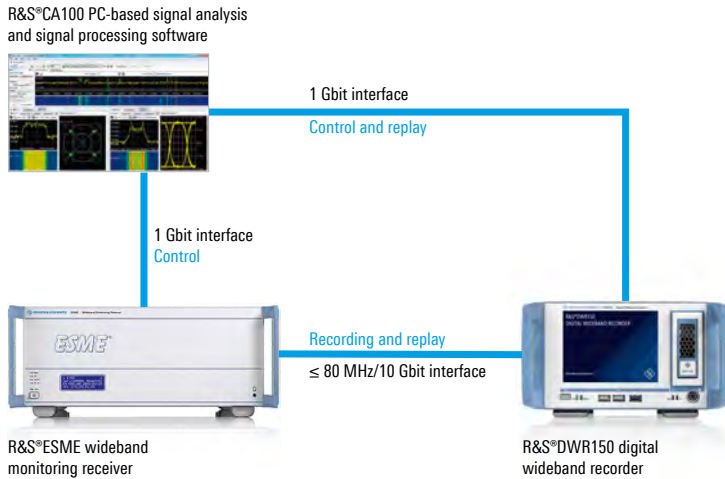 R&S®CA100 PC-based signal analysis
and signal processing software
1 Gbit interface
Control and replay
1 Gbit interface
Control
ESME
R&S®DWR150
DIGITAL WIDEBAND RECORDER
Recording and replay
≤ 80 MHz/10 Gbit interface
R&S®ESME wideband
monitoring receiver
R&S®DWR150 digital
wideband recorder